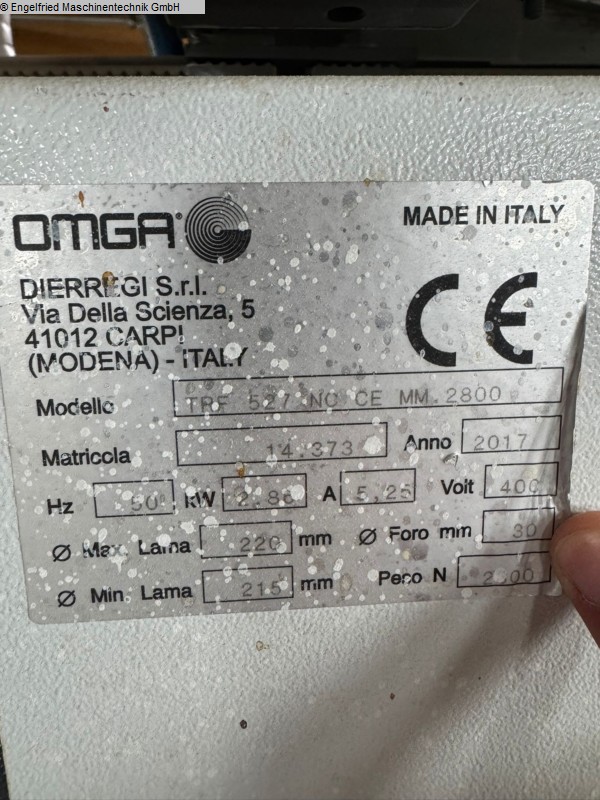 © Engelfried Maschinentechnik GmbH
OMGA®
MADE IN ITALY
DIERREGI S.r.l.
Via Della Scienza, 5
41012 CARPI
(MODENA) - ITALY
CE
Modello TRF 527 NC CE MM.2800
Matricola 14.373 Anno 2017
Hz 50 KW 2.86 A 5,25 Volt 400
Ø Max. Lama 220 mm Ø Foro mm 30
Ø Min. Lama 215 mm Peso N